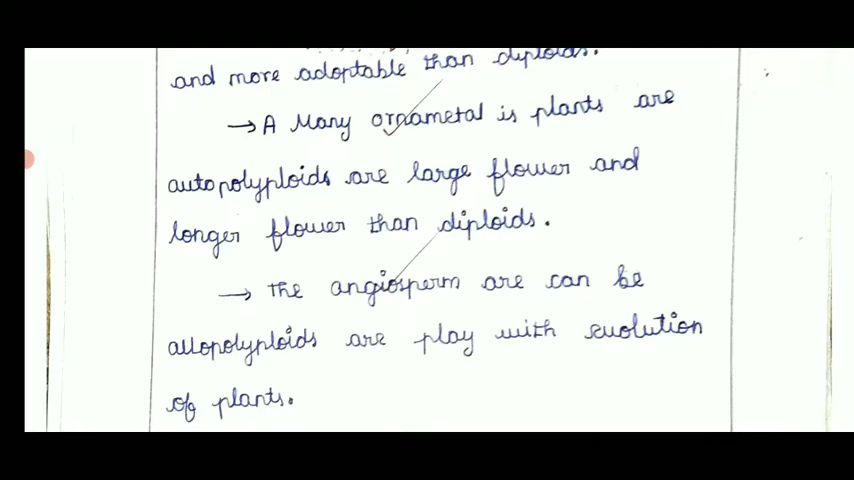 and more adoptable than diploids.
→ A Many ornametal is plants are
autopolyploids are large flower and
longer flower than diploids.
→ the angiosperm are can be
allopolyploids are play with evolution
of plants.